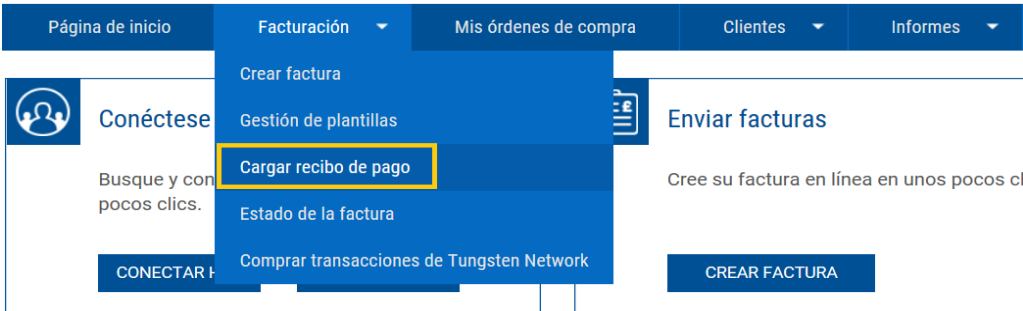 Página de inicio
Facturación
Mis órdenes de compra
Clientes
Informes
Crear factura
Gestión de plantillas
Cargar recibo de pago
Estado de la factura
Comprar transacciones de Tungsten Network
Conéctese
Busque y con
pocos clics.
CONECTAR
Enviar facturas
Cree su factura en línea en unos pocos cl
CREAR FACTURA